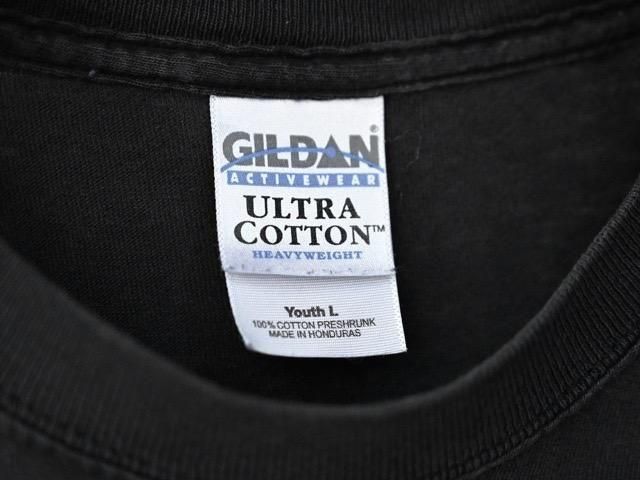 GILDAN®
ACTIVEWEAR
ULTRA
COTTON™
HEAVYWEIGHT
Youth L
100% COTTON PRESHRUNK
MADE IN HONDURAS